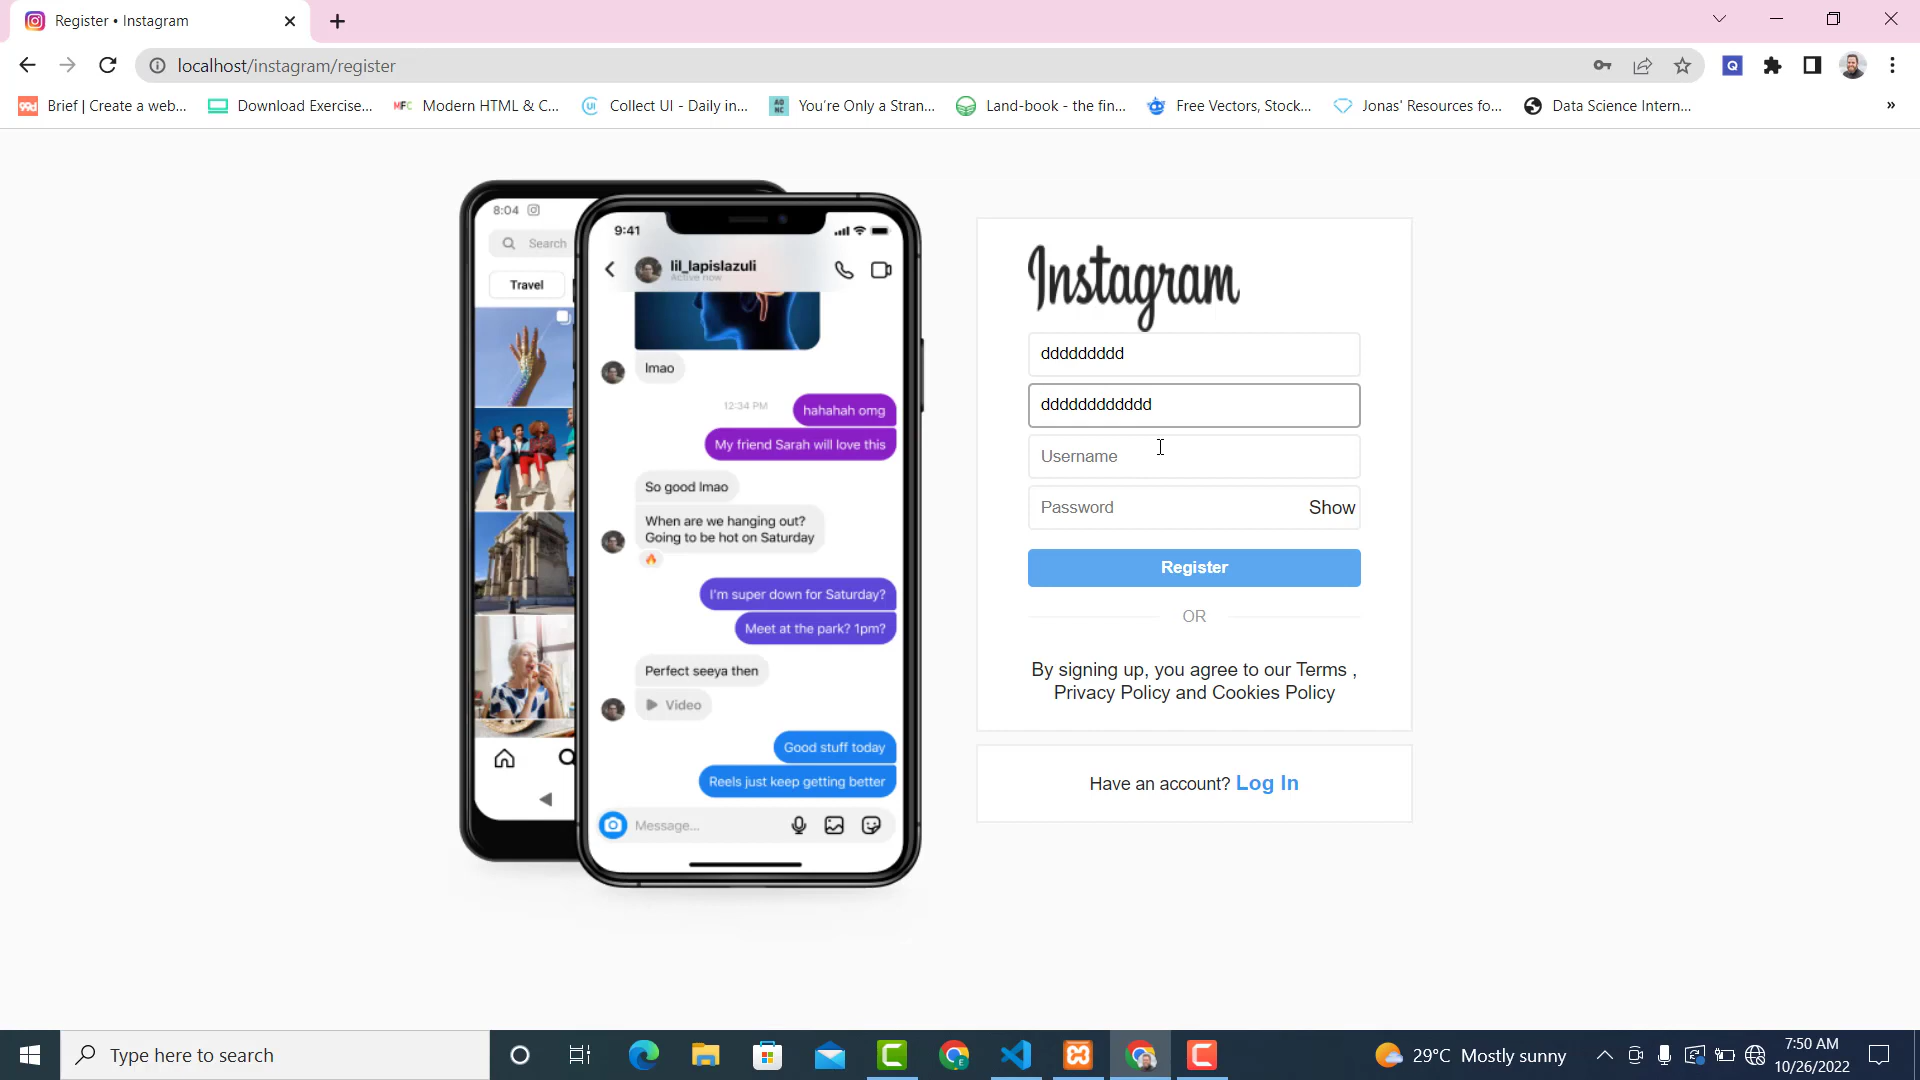 Register • Instagram
localhost/instagram/register
Brief | Create a web...
Download Exercise...
MFC
Modern HTML & C...
Collect UI - Daily in...
You're Only a Stran...
Land-book - the fin...
Free Vectors, Stock...
Jonas' Resources fo...
Data Science Intern...
»
8:04
Search
Travel
9:41
lil_lapislazuli
Active now
lmao
12:34 PM
hahahah omg
My friend Sarah will love this
So good lmao
When are we hanging out?
Going to be hot on Saturday
I'm super down for Saturday?
Meet at the park? 1pm?
Perfect seeya then
Video
Good stuff today
Reels just keep getting better
Message...
Instagram
ddddddddd
dddddddddddd
Username
Password
Show
Register
OR
By signing up, you agree to our Terms ,
Privacy Policy and Cookies Policy
Have an account? Log In
Type here to search
29°C Mostly sunny
7:50 AM
10/26/2022